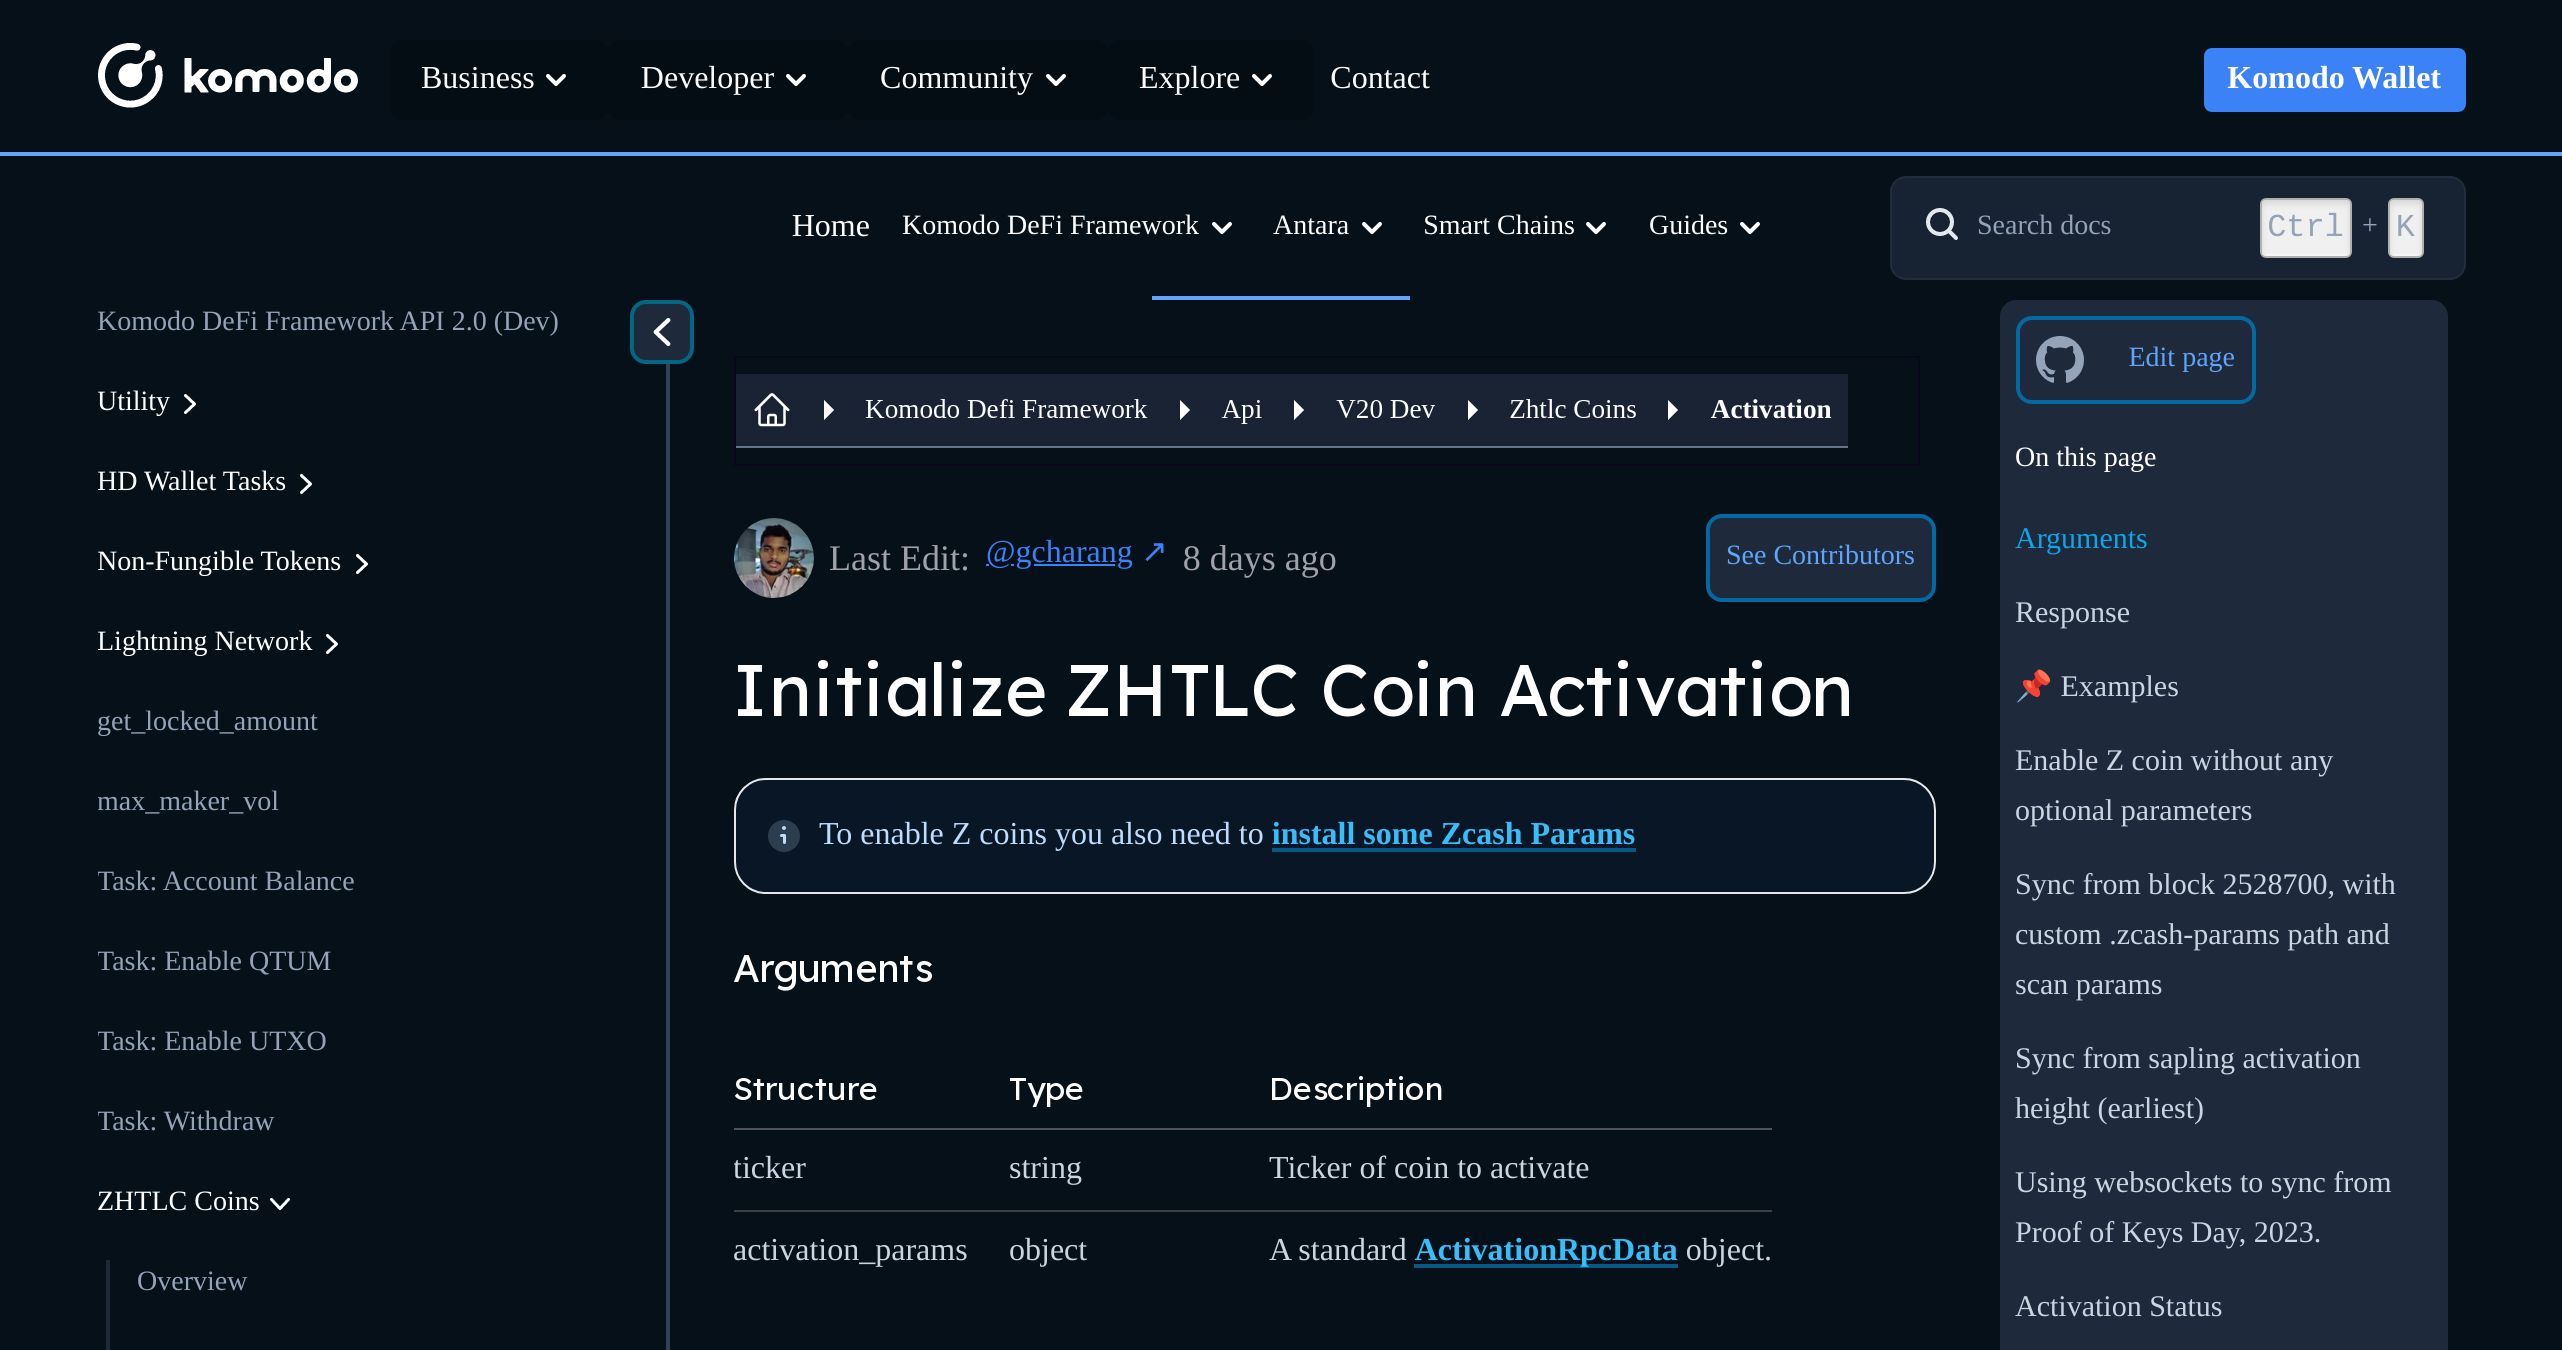 komodo
Business
Developer
Community
Explore
Contact
Komodo Wallet
Home
Komodo DeFi Framework
Antara
Smart Chains
Guides
Search docs
Ctrl + K
Komodo DeFi Framework API 2.0 (Dev)
Utility
HD Wallet Tasks
Non-Fungible Tokens
Lightning Network
get_locked_amount
max_maker_vol
Task: Account Balance
Task: Enable QTUM
Task: Enable UTXO
Task: Withdraw
ZHTLC Coins
Overview
Komodo Defi Framework
Api
V20 Dev
Zhtlc Coins
Activation
Last Edit: @gcharang ↗ 8 days ago
See Contributors
Initialize ZHTLC Coin Activation
To enable Z coins you also need to install some Zcash Params
Arguments
Structure Type Description
ticker string Ticker of coin to activate
activation_params object A standard ActivationRpcData object.
Edit page
On this page
Arguments
Response
📌 Examples
Enable Z coin without any
optional parameters
Sync from block 2528700, with
custom .zcash-params path and
scan params
Sync from sapling activation
height (earliest)
Using websockets to sync from
Proof of Keys Day, 2023.
Activation Status